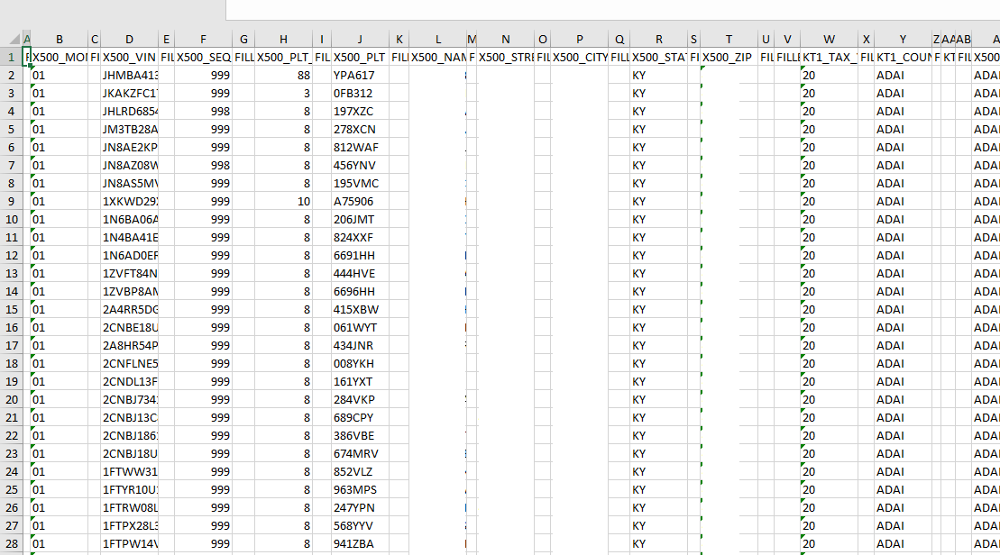 A B C D E F G H I J K L M N O P Q R S T U V W X Y Z AA AB A
1 F X500_MO FI X500_VIN FIL X500_SEQ FILL X500_PLT_ FIL X500_PLT FILL X500_NAM F X500_STRE FIL X500_CITY FILL X500_STA FI X500_ZIP FIL FILLE KT1_TAX_ FIL KT1_COUN F KT FIL X500
2 01 JHMBA413 999 88 YPA617 KY 20 ADAI ADAI
3 01 JKAKZFC1 999 3 0FB312 KY 20 ADAI ADAI
4 01 JHLRD6854 998 8 197XZC KY 20 ADAI ADAI
5 01 JM3TB28A 999 8 278XCN KY 20 ADAI ADAI
6 01 JN8AE2KP 999 8 812WAF KY 20 ADAI ADAI
7 01 JN8AZ08W 998 8 456YNV KY 20 ADAI ADAI
8 01 JN8AS5MV 999 8 195VMC KY 20 ADAI ADAI
9 01 1XKWD29 999 10 A75906 KY 20 ADAI ADAI
10 01 1N6BA06A 999 8 206JMT KY 20 ADAI ADAI
11 01 1N4BA41E 999 8 824XXF KY 20 ADAI ADAI
12 01 1N6AD0EF 999 8 6691HH KY 20 ADAI ADAI
13 01 1ZVFT84N 999 8 444HVE KY 20 ADAI ADAI
14 01 1ZVBP8AM 999 8 6696HH KY 20 ADAI ADAI
15 01 2A4RR5DG 999 8 415XBW KY 20 ADAI ADAI
16 01 2CNBE18U 999 8 061WYT KY 20 ADAI ADAI
17 01 2A8HR54P 999 8 434JNR KY 20 ADAI ADAI
18 01 2CNFLNE5 999 8 008YKH KY 20 ADAI ADAI
19 01 2CNDL13F 999 8 161YXT KY 20 ADAI ADAI
20 01 2CNBJ734 999 8 284VKP KY 20 ADAI ADAI
21 01 2CNBJ13C 999 8 689CPY KY 20 ADAI ADAI
22 01 2CNBJ186 999 8 386VBE KY 20 ADAI ADAI
23 01 2CNBJ18U 999 8 674MRV KY 20 ADAI ADAI
24 01 1FTWW31 999 8 852VLZ KY 20 ADAI ADAI
25 01 1FTYR10U 999 8 963MPS KY 20 ADAI ADAI
26 01 1FTRW08L 999 8 247YPN KY 20 ADAI ADAI
27 01 1FTPX28L 999 8 568YYV KY 20 ADAI ADAI
28 01 1FTPW14V 999 8 941ZBA KY 20 ADAI ADAI